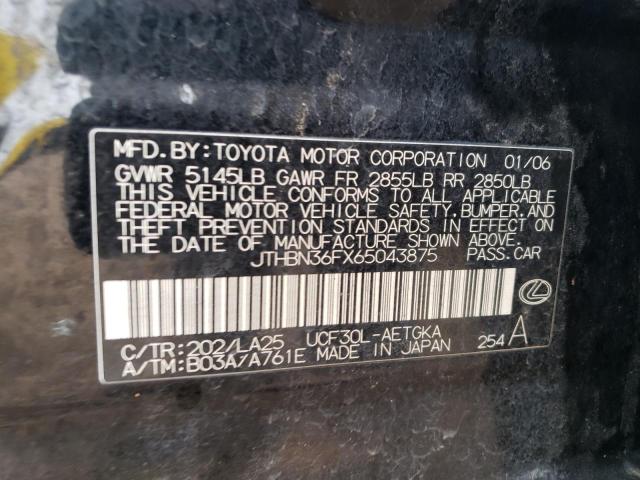 MFD.BY:TOYOTA MOTOR CORPORATION 01/06
GVWR 5145LB GAWR FR 2855LB RR 2850LB
THIS VEHICLE CONFORMS TO ALL APPLICABLE
FEDERAL MOTOR VEHICLE SAFETY,BUMPER,AND
THEFT PREVENTION STANDARDS IN EFFECT ON
THE DATE OF MANUFACTURE SHOWN ABOVE.
JTHBN36FX65043875 PASS.CAR
C/TR:202/LA25 UCF30L-AETGKA
A/TM:B03A/A761E MADE IN JAPAN 254 A